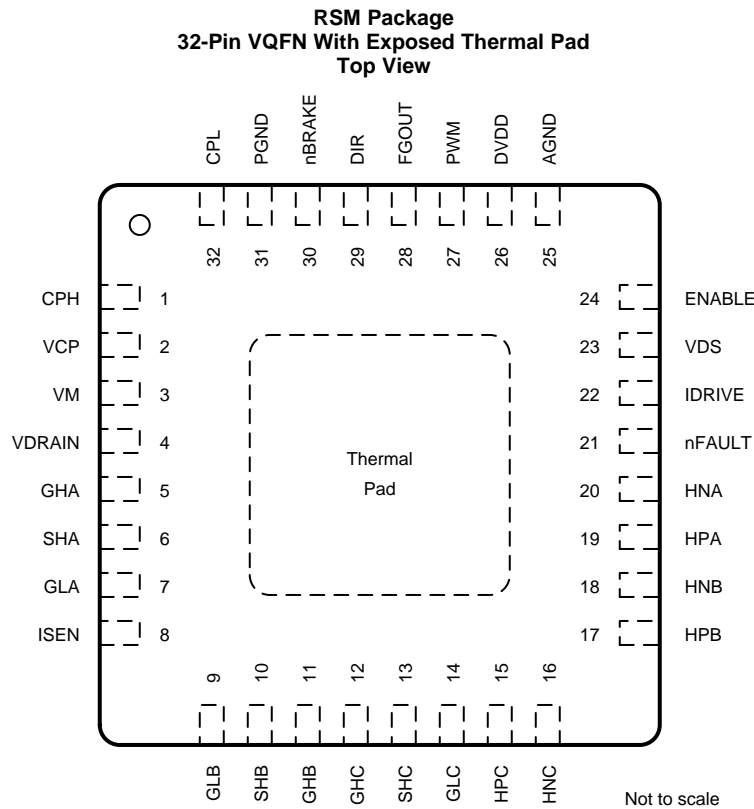 RSM Package
32-Pin VQFN With Exposed Thermal Pad
Top View
CPL
PGND
nBRAKE
DIR
FGOUT
PWM
DVDD
AGND
32
31
30
29
28
27
26
25
CPH 1
VCP 2
VM 3
VDRAIN 4
GHA 5
SHA 6
GLA 7
ISEN 8
24 ENABLE
23 VDS
22 IDRIVE
21 nFAULT
20 HNA
19 HPA
18 HNB
17 HPB
Thermal
Pad
9
10
11
12
13
14
15
16
GLB
SHB
GHB
GHC
SHC
GLC
HPC
HNC
Not to scale